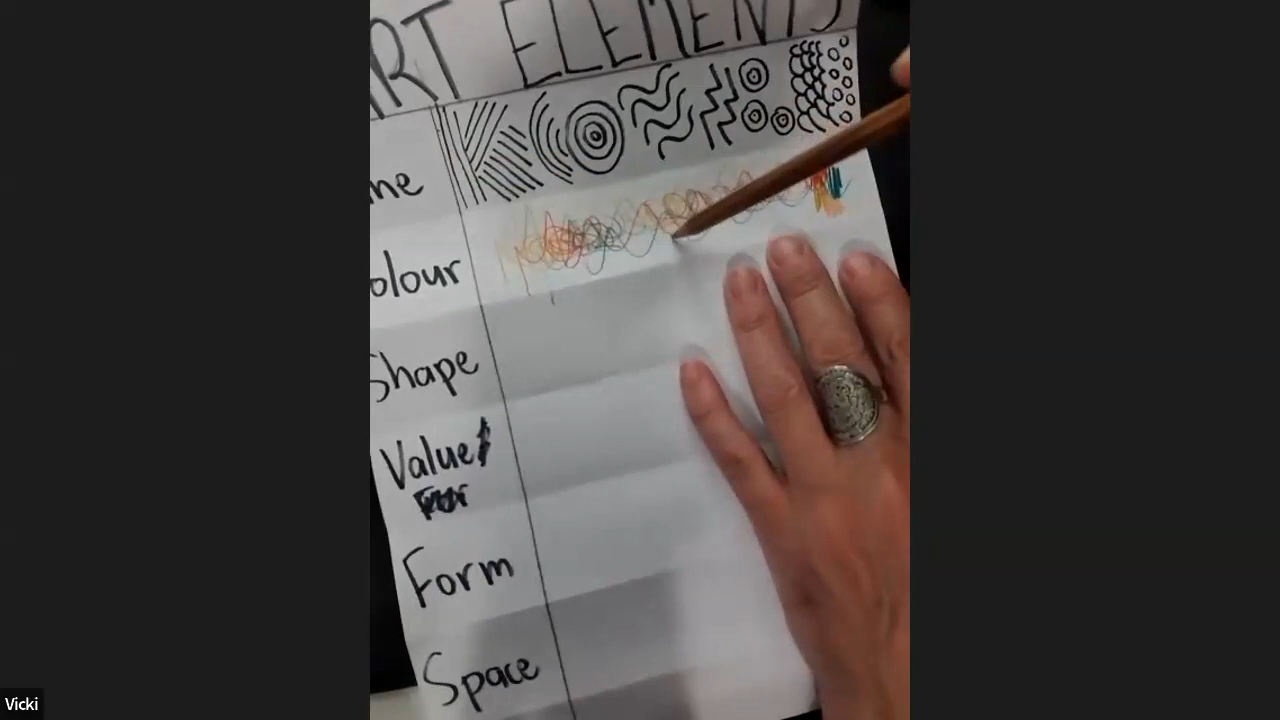 ART ELEMENTS
ne
olour
Shape
Value
Form
Space
Vicki